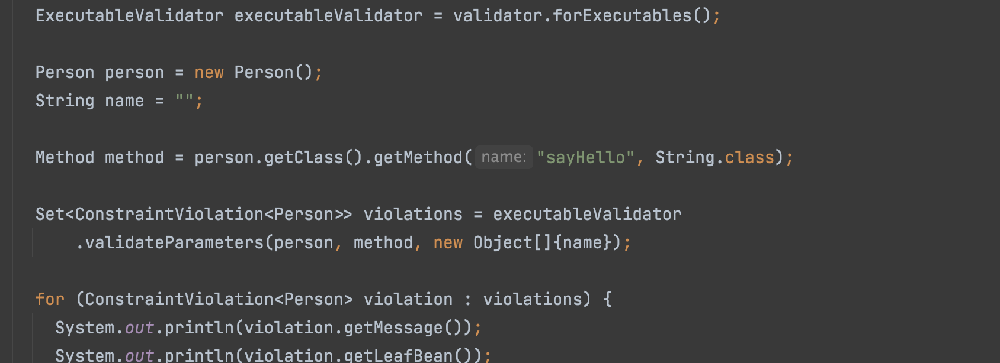 ExecutableValidator executableValidator = validator.forExecutables();
Person person = new Person();
String name = "";
Method method = person.getClass().getMethod( name: "sayHello", String.class);
Set<ConstraintViolation<Person>> violations = executableValidator
.validateParameters(person, method, new Object[]{name});
for (ConstraintViolation<Person> violation : violations) {
System.out.println(violation.getMessage());
System.out.println(violation.getLeafBean());